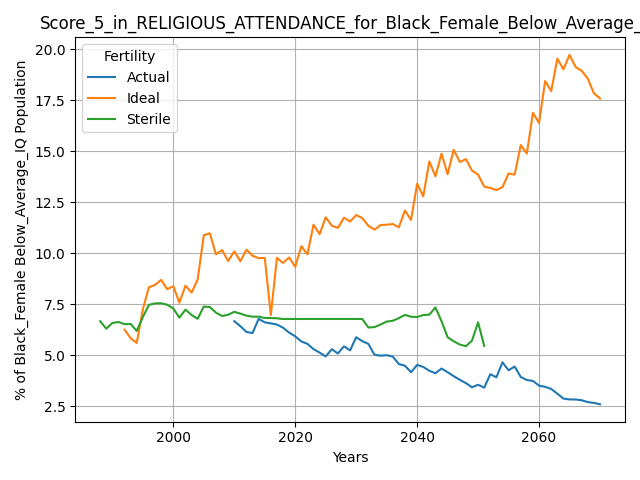 Score_5_in_RELIGIOUS_ATTENDANCE_for_Black_Female_Below_Average_
Fertility
Actual
Ideal
Sterile
% of Black_Female Below_Average_IQ Population
20.0
17.5
15.0
12.5
10.0
7.5
5.0
2.5
2000 2020 2040 2060
Years